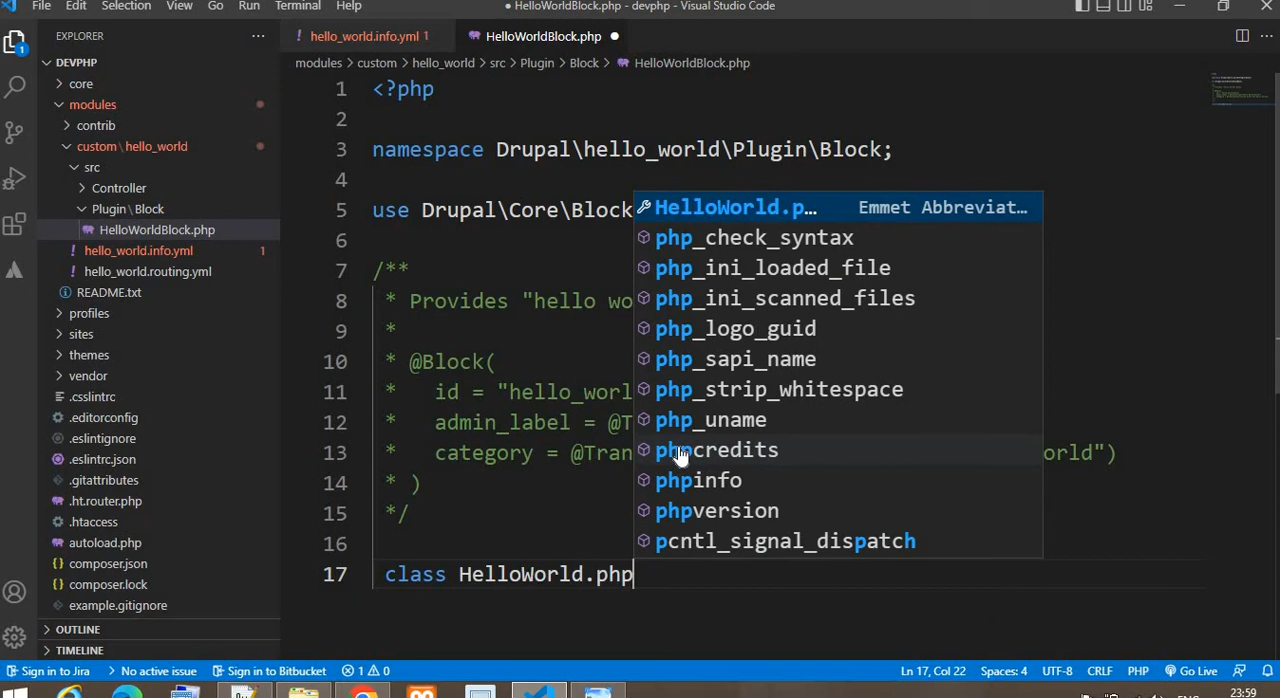 File Edit Selection View Go Run Terminal Help ● HelloWorldBlock.php - devphp - Visual Studio Code
EXPLORER ...
hello_world.info.yml 1 HelloWorldBlock.php ●
modules > custom > hello_world > src > Plugin > Block > HelloWorldBlock.php
DEVPHP
core
modules
contrib
custom \ hello_world
src
Controller
Plugin \ Block
HelloWorldBlock.php
hello_world.info.yml 1
hello_world.routing.yml
README.txt
profiles
sites
themes
vendor
.csslintrc
.editorconfig
.eslintignore
.eslintrc.json
.gitattributes
.ht.router.php
.htaccess
autoload.php
composer.json
composer.lock
example.gitignore
OUTLINE
TIMELINE
1 <?php
2
3 namespace Drupal\hello_world\Plugin\Block;
4
5 use Drupal\Core\Block
6
7 /**
8 * Provides "hello wo
9 *
10 * @Block(
11 * id = "hello_worl
12 * admin_label = @T
13 * category = @Tran orld")
14 * )
15 */
16
17 class HelloWorld.php
HelloWorld.p… Emmet Abbreviat…
php_check_syntax
php_ini_loaded_file
php_ini_scanned_files
php_logo_guid
php_sapi_name
php_strip_whitespace
php_uname
phpcredits
phpinfo
phpversion
pcntl_signal_dispatch
1 Sign in to Jira No active issue Sign in to Bitbucket 1 0 Ln 17, Col 22 Spaces: 4 UTF-8 CRLF PHP Go Live
23:59